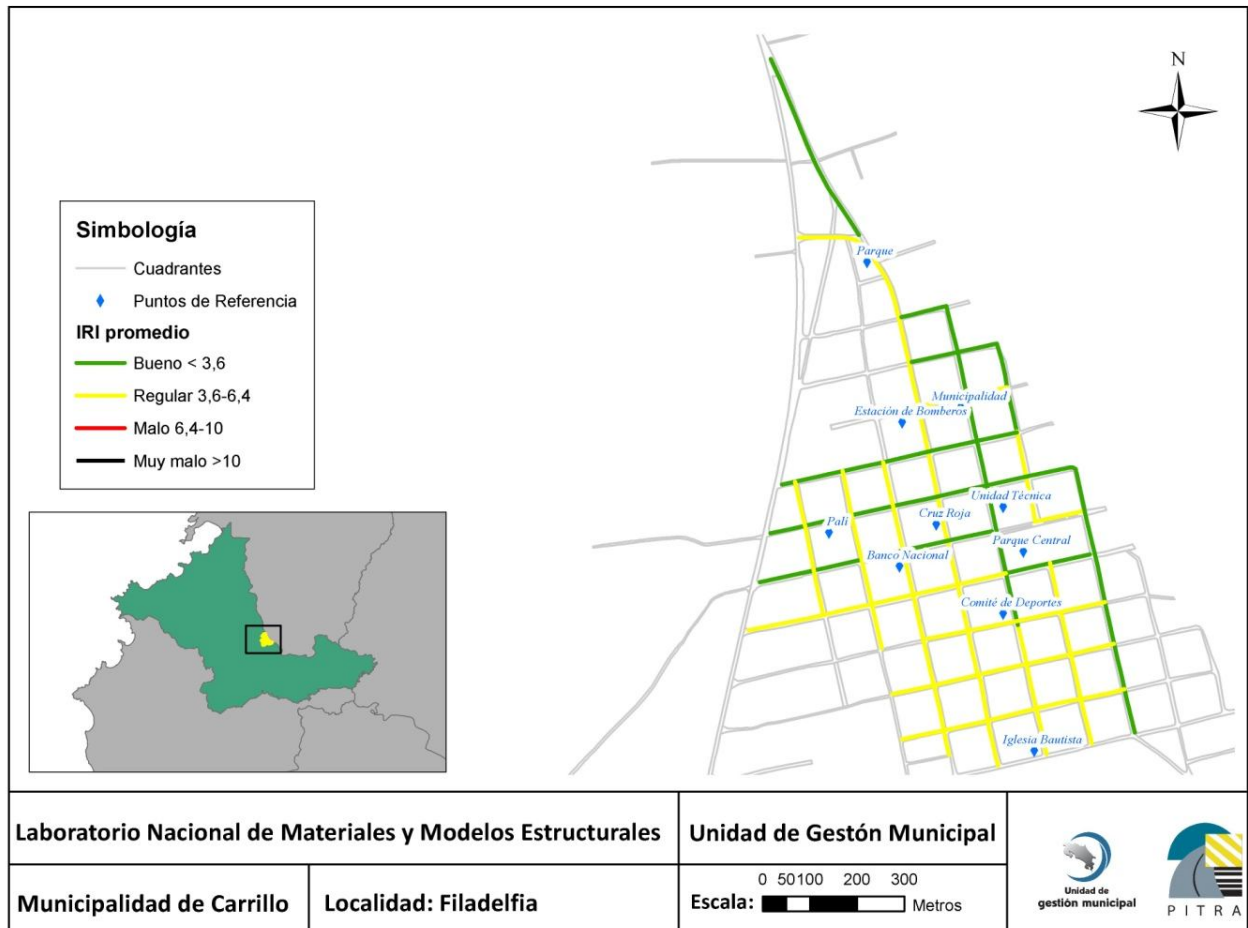 N
Simbología
Cuadrantes
Puntos de Referencia
IRI promedio
Bueno < 3,6
Regular 3,6-6,4
Malo 6,4-10
Muy malo >10
Parque
Municipalidad
Estación de Bomberos
Unidad Técnica
Cruz Roja
Pali
Parque Central
Banco Nacional
Comité de Deportes
Iglesia Bautista
Laboratorio Nacional de Materiales y Modelos Estructurales
Unidad de Gestón Municipal
Municipalidad de Carrillo
Localidad: Filadelfia
Escala:
0 50 100 200 300
Metros
Unidad de
gestión municipal
PITRA